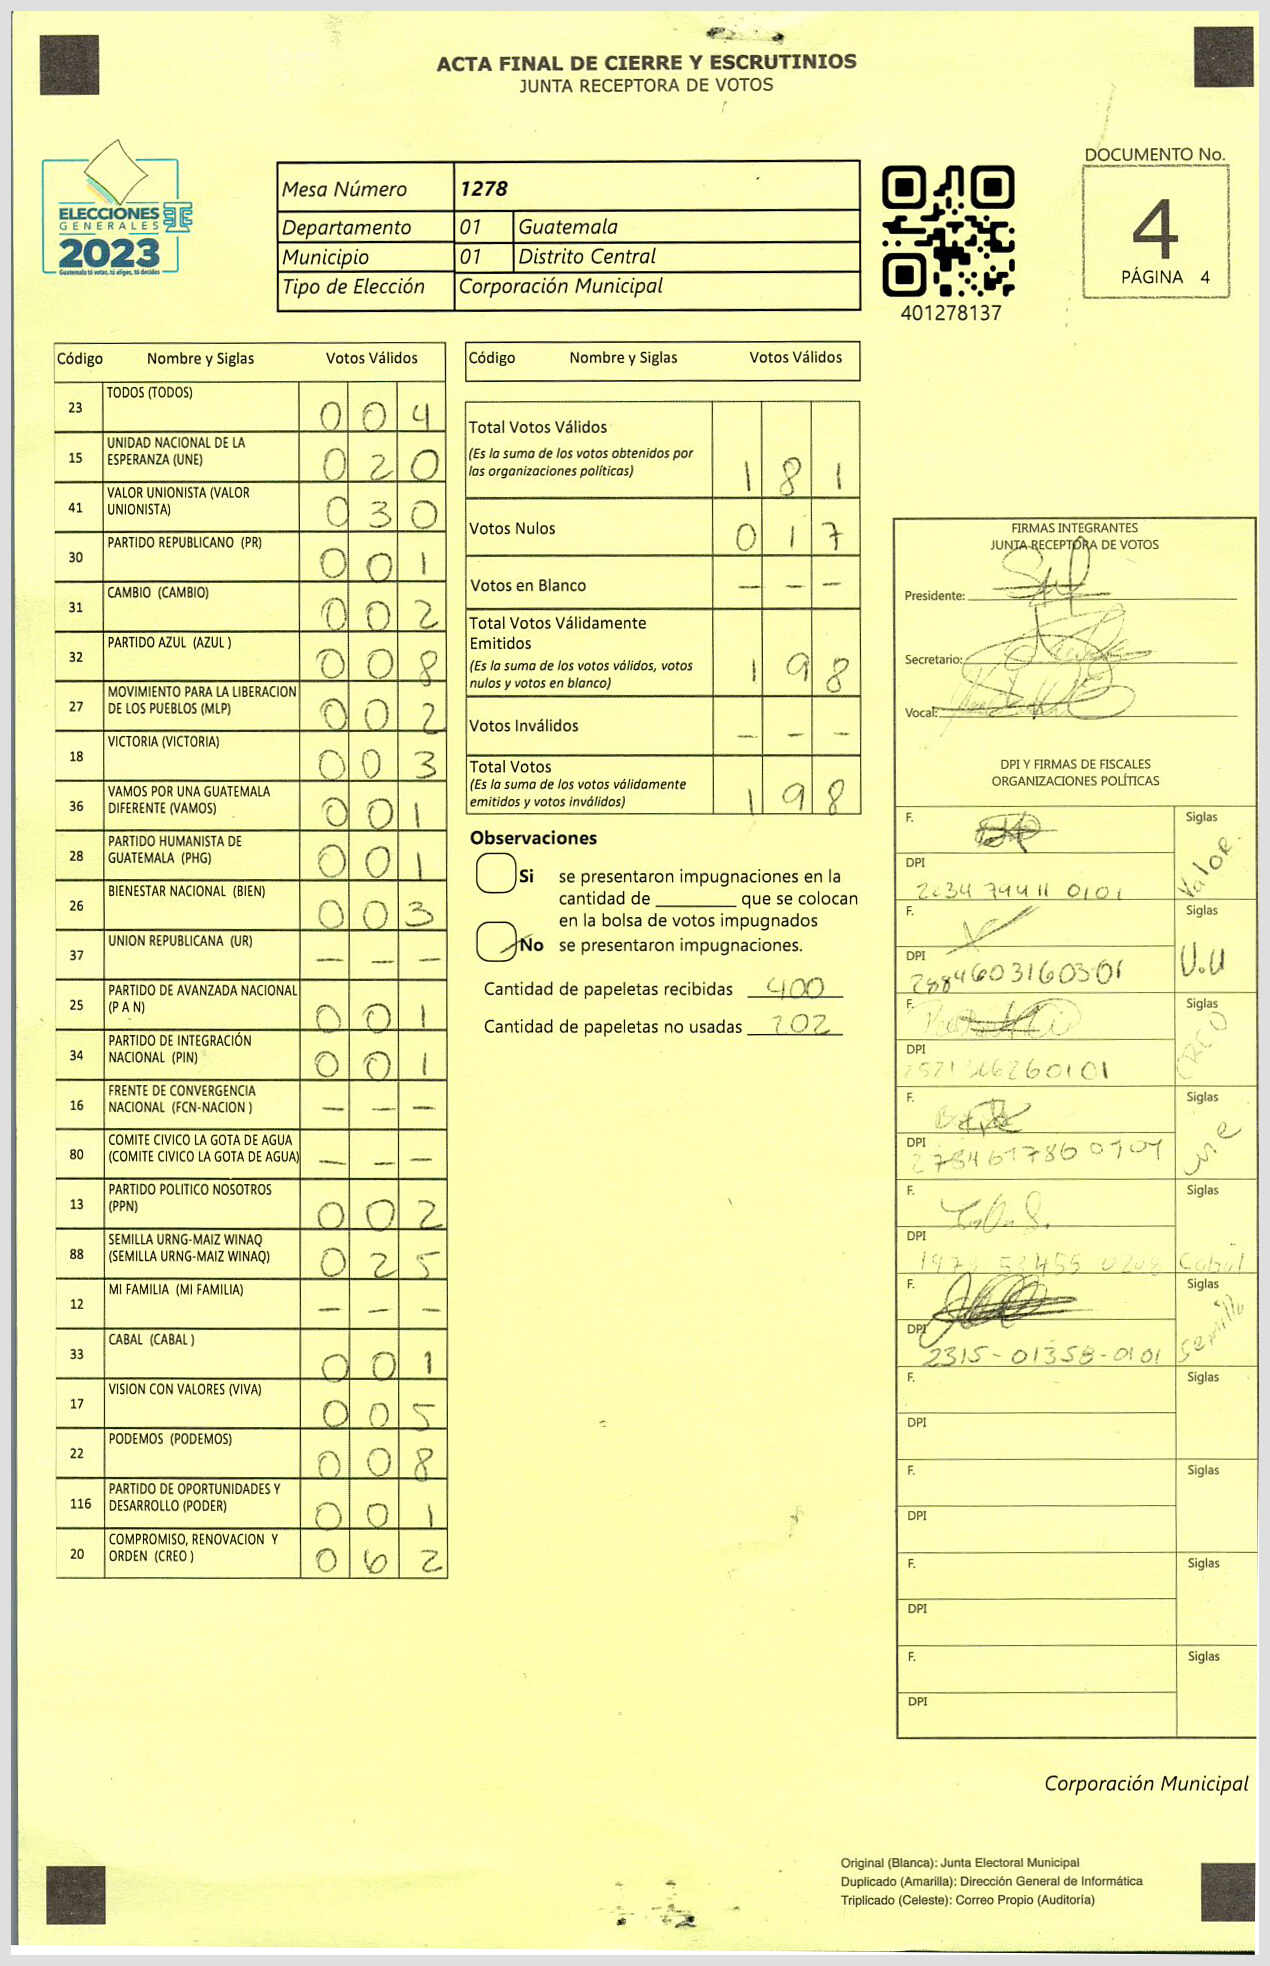 ACTA FINAL DE CIERRE Y ESCRUTINIOS
JUNTA RECEPTORA DE VOTOS
ELECCIONES
GENERALES
2023
Guatemala tú votas, tú eliges, tú decides
Mesa Número 1278
Departamento 01 Guatemala
Municipio 01 Distrito Central
Tipo de Elección Corporación Municipal
401278137
DOCUMENTO No.
4
PÁGINA 4
Código Nombre y Siglas Votos Válidos
23 TODOS (TODOS) 0 0 4
15 UNIDAD NACIONAL DE LA ESPERANZA (UNE) 0 2 0
41 VALOR UNIONISTA (VALOR UNIONISTA) 0 3 0
30 PARTIDO REPUBLICANO (PR) 0 0 1
31 CAMBIO (CAMBIO) 0 0 2
32 PARTIDO AZUL (AZUL ) 0 0 8
27 MOVIMIENTO PARA LA LIBERACION DE LOS PUEBLOS (MLP) 0 0 2
18 VICTORIA (VICTORIA) 0 0 3
36 VAMOS POR UNA GUATEMALA DIFERENTE (VAMOS) 0 0 1
28 PARTIDO HUMANISTA DE GUATEMALA (PHG) 0 0 1
26 BIENESTAR NACIONAL (BIEN) 0 0 3
37 UNION REPUBLICANA (UR) — — —
25 PARTIDO DE AVANZADA NACIONAL (P A N) 0 0 1
34 PARTIDO DE INTEGRACIÓN NACIONAL (PIN) 0 0 1
16 FRENTE DE CONVERGENCIA NACIONAL (FCN-NACION ) — — —
80 COMITE CIVICO LA GOTA DE AGUA (COMITE CIVICO LA GOTA DE AGUA) — — —
13 PARTIDO POLITICO NOSOTROS (PPN) 0 0 2
88 SEMILLA URNG-MAIZ WINAQ (SEMILLA URNG-MAIZ WINAQ) 0 2 5
12 MI FAMILIA (MI FAMILIA) — — —
33 CABAL (CABAL ) 0 0 1
17 VISION CON VALORES (VIVA) 0 0 5
22 PODEMOS (PODEMOS) 0 0 8
116 PARTIDO DE OPORTUNIDADES Y DESARROLLO (PODER) 0 0 1
20 COMPROMISO, RENOVACION Y ORDEN (CREO ) 0 6 2
Código Nombre y Siglas Votos Válidos
Total Votos Válidos 1 8 1
(Es la suma de los votos obtenidos por
las organizaciones políticas)
Votos Nulos 0 1 7
Votos en Blanco — — —
Total Votos Válidamente
Emitidos 1 9 8
(Es la suma de los votos válidos, votos
nulos y votos en blanco)
Votos Inválidos — — —
Total Votos 1 9 8
(Es la suma de los votos válidamente
emitidos y votos inválidos)
Observaciones
Si se presentaron impugnaciones en la
cantidad de ________ que se colocan
en la bolsa de votos impugnados
No se presentaron impugnaciones.
Cantidad de papeletas recibidas 400
Cantidad de papeletas no usadas 202
FIRMAS INTEGRANTES
JUNTA RECEPTORA DE VOTOS
Presidente:
Secretario:
Vocal:
DPI Y FIRMAS DE FISCALES
ORGANIZACIONES POLÍTICAS
F. Siglas
Valor.
DPI 2634 79411 0101
F. Siglas
U.U
DPI
F. Siglas
CREO
DPI
F. Siglas
une
DPI
F. Siglas
Cabal
DPI
F. Siglas
Semilla
DPI 2315-01358-0101
F. Siglas
DPI
F. Siglas
DPI
F. Siglas
DPI
F. Siglas
DPI
Corporación Municipal
Original (Blanca): Junta Electoral Municipal
Duplicado (Amarilla): Dirección General de Informática
Triplicado (Celeste): Correo Propio (Auditoría)